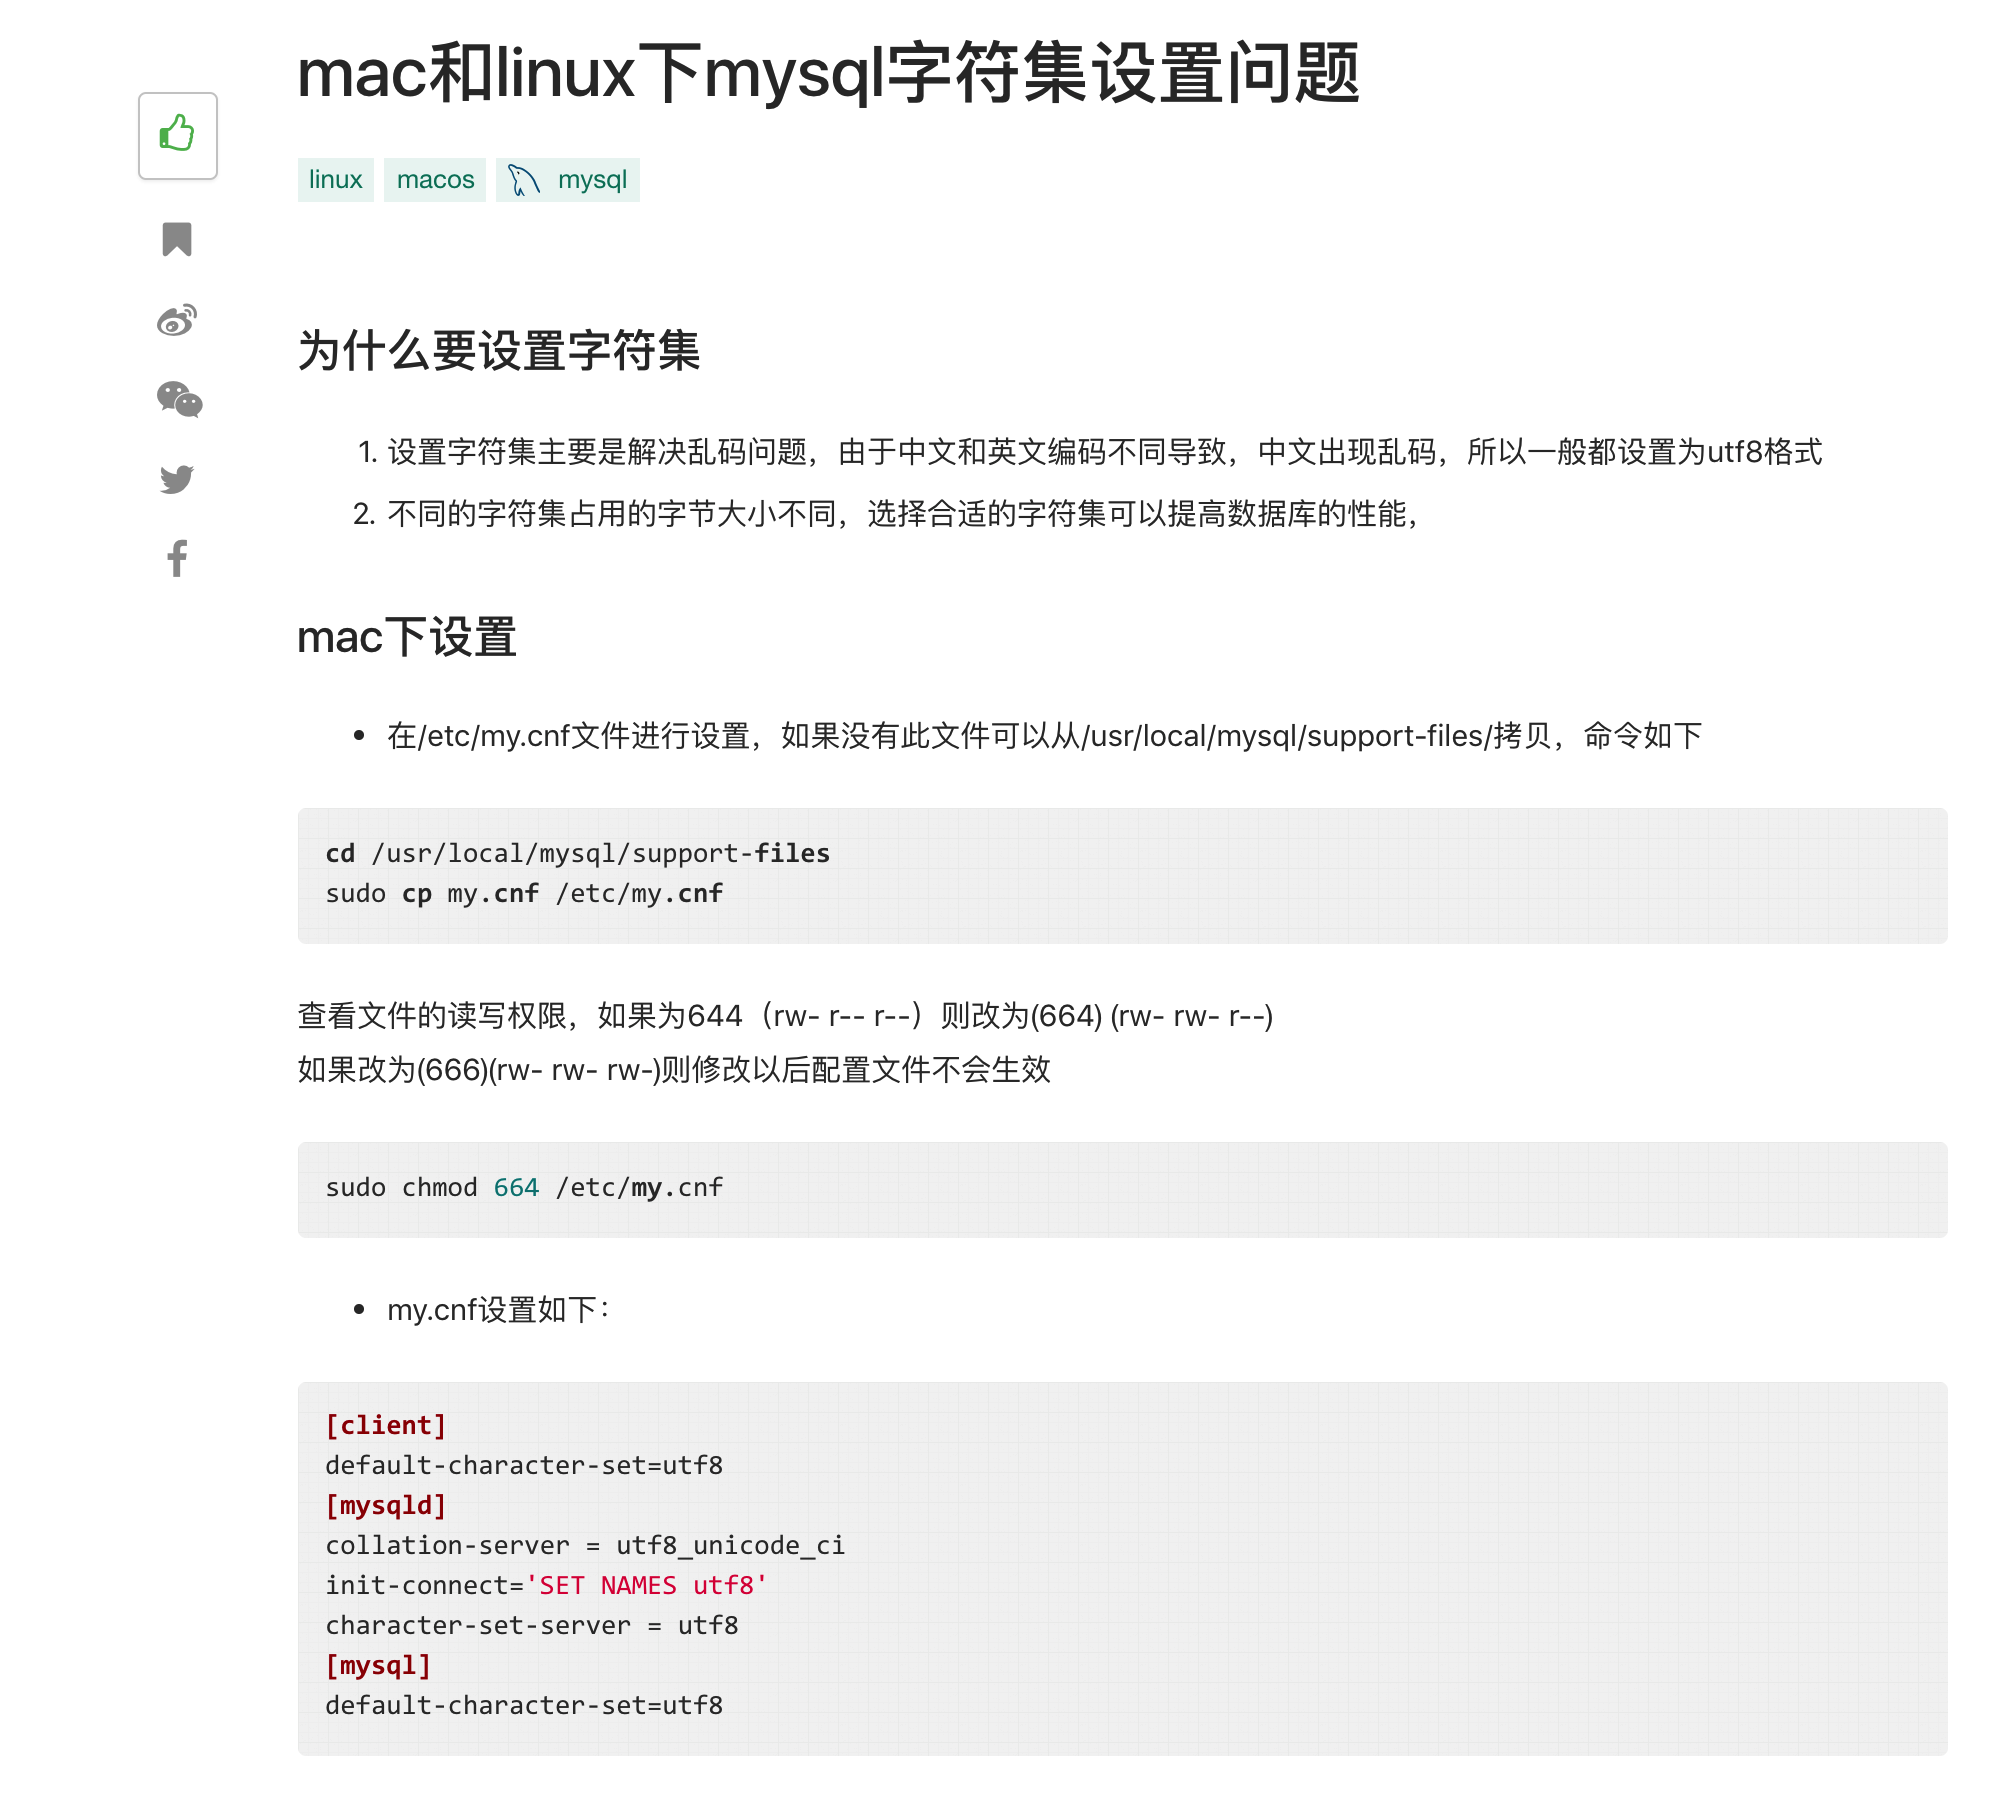 mac和linux下mysql字符集设置问题
linux macos mysql
为什么要设置字符集
1. 设置字符集主要是解决乱码问题，由于中文和英文编码不同导致，中文出现乱码，所以一般都设置为utf8格式
2. 不同的字符集占用的字节大小不同，选择合适的字符集可以提高数据库的性能，
mac下设置
• 在/etc/my.cnf文件进行设置，如果没有此文件可以从/usr/local/mysql/support-files/拷贝，命令如下
cd /usr/local/mysql/support-files
sudo cp my.cnf /etc/my.cnf
查看文件的读写权限，如果为644（rw- r-- r--）则改为(664) (rw- rw- r--)
如果改为(666)(rw- rw- rw-)则修改以后配置文件不会生效
sudo chmod 664 /etc/my.cnf
• my.cnf设置如下：
[client]
default-character-set=utf8
[mysqld]
collation-server = utf8_unicode_ci
init-connect='SET NAMES utf8'
character-set-server = utf8
[mysql]
default-character-set=utf8